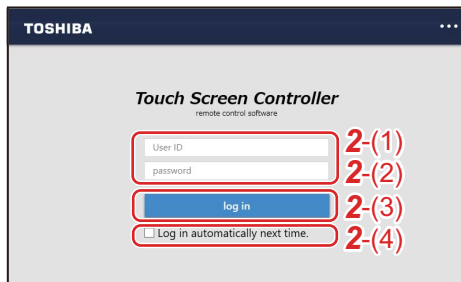 TOSHIBA ...
Touch Screen Controller
remote control software
User ID 2-(1)
password 2-(2)
log in 2-(3)
Log in automatically next time. 2-(4)